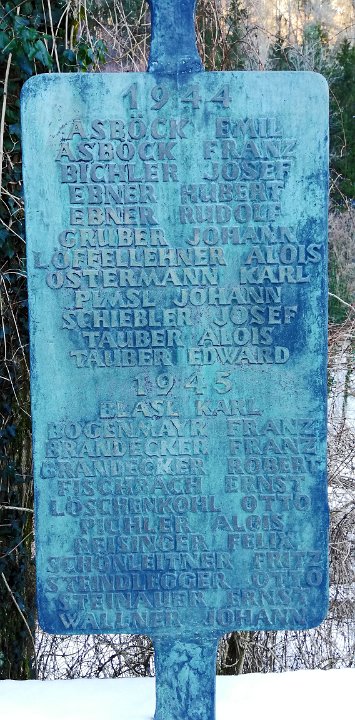 1944
ASBÖCK EMIL
ASBÖCK FRANZ
BICHLER JOSEF
EBNER HUBERT
EBNER RUDOLF
GRUBER JOHANN
LÖFFELLEHNER ALOIS
OSTERMANN KARL
PIMSL JOHANN
SCHIEBLER JOSEF
TAUBER ALOIS
TAUBER EDWARD
1945
BLASL KARL
BOGENMAYR FRANZ
BRANDECKER FRANZ
BRANDECKER ROBERT
FISCHBACH ERNST
LOSCHENKOHL OTTO
PICHLER ALOIS
REISINGER FELIX
SCHÖNLEITNER FRITZ
STEINDLEGGER OTTO
STEINAUER ERNST
WALLNER JOHANN